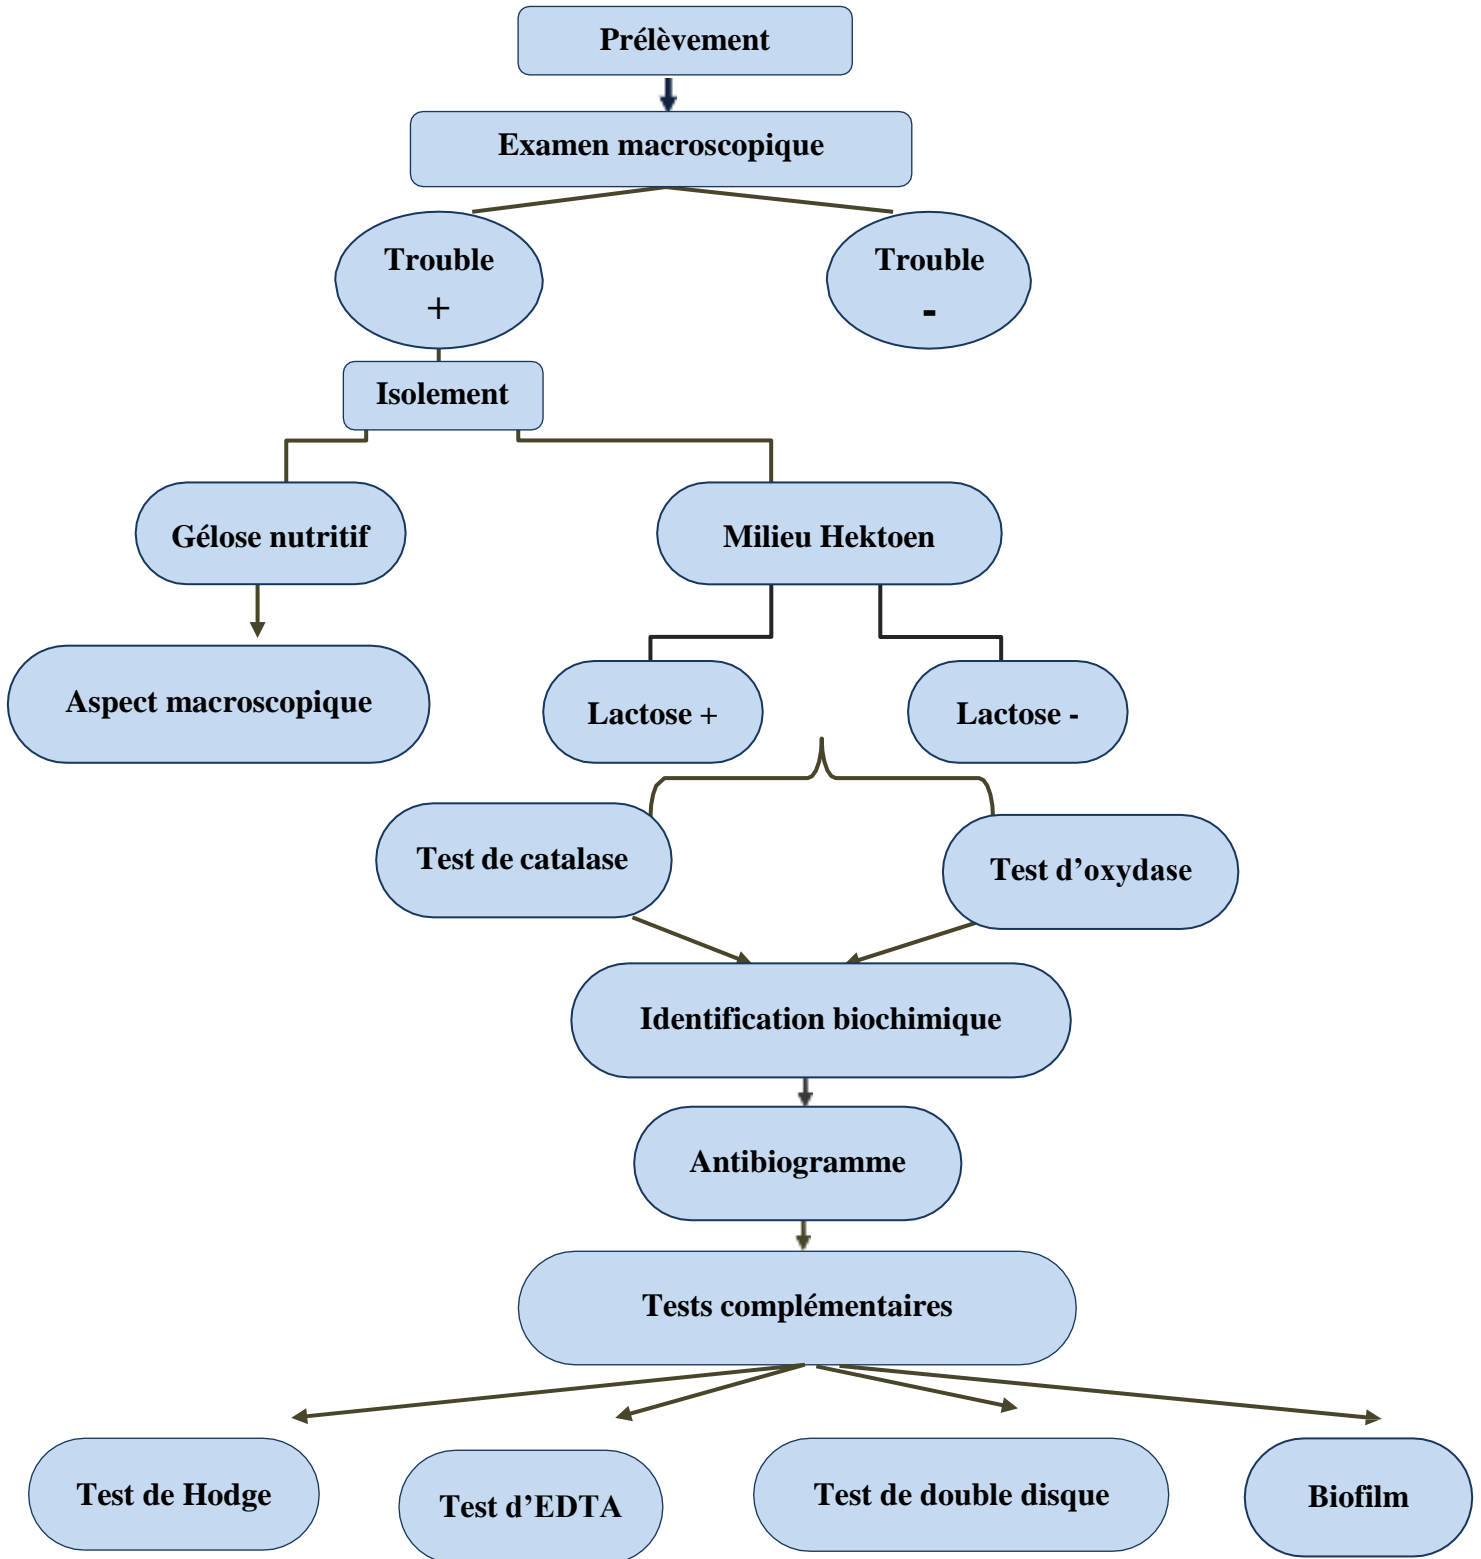 Prélèvement
Examen macroscopique
Trouble
+
Trouble
-
Isolement
Gélose nutritif
Milieu Hektoen
Aspect macroscopique
Lactose +
Lactose -
Test de catalase
Test d’oxydase
Identification biochimique
Antibiogramme
Tests complémentaires
Test de Hodge
Test d’EDTA
Test de double disque
Biofilm